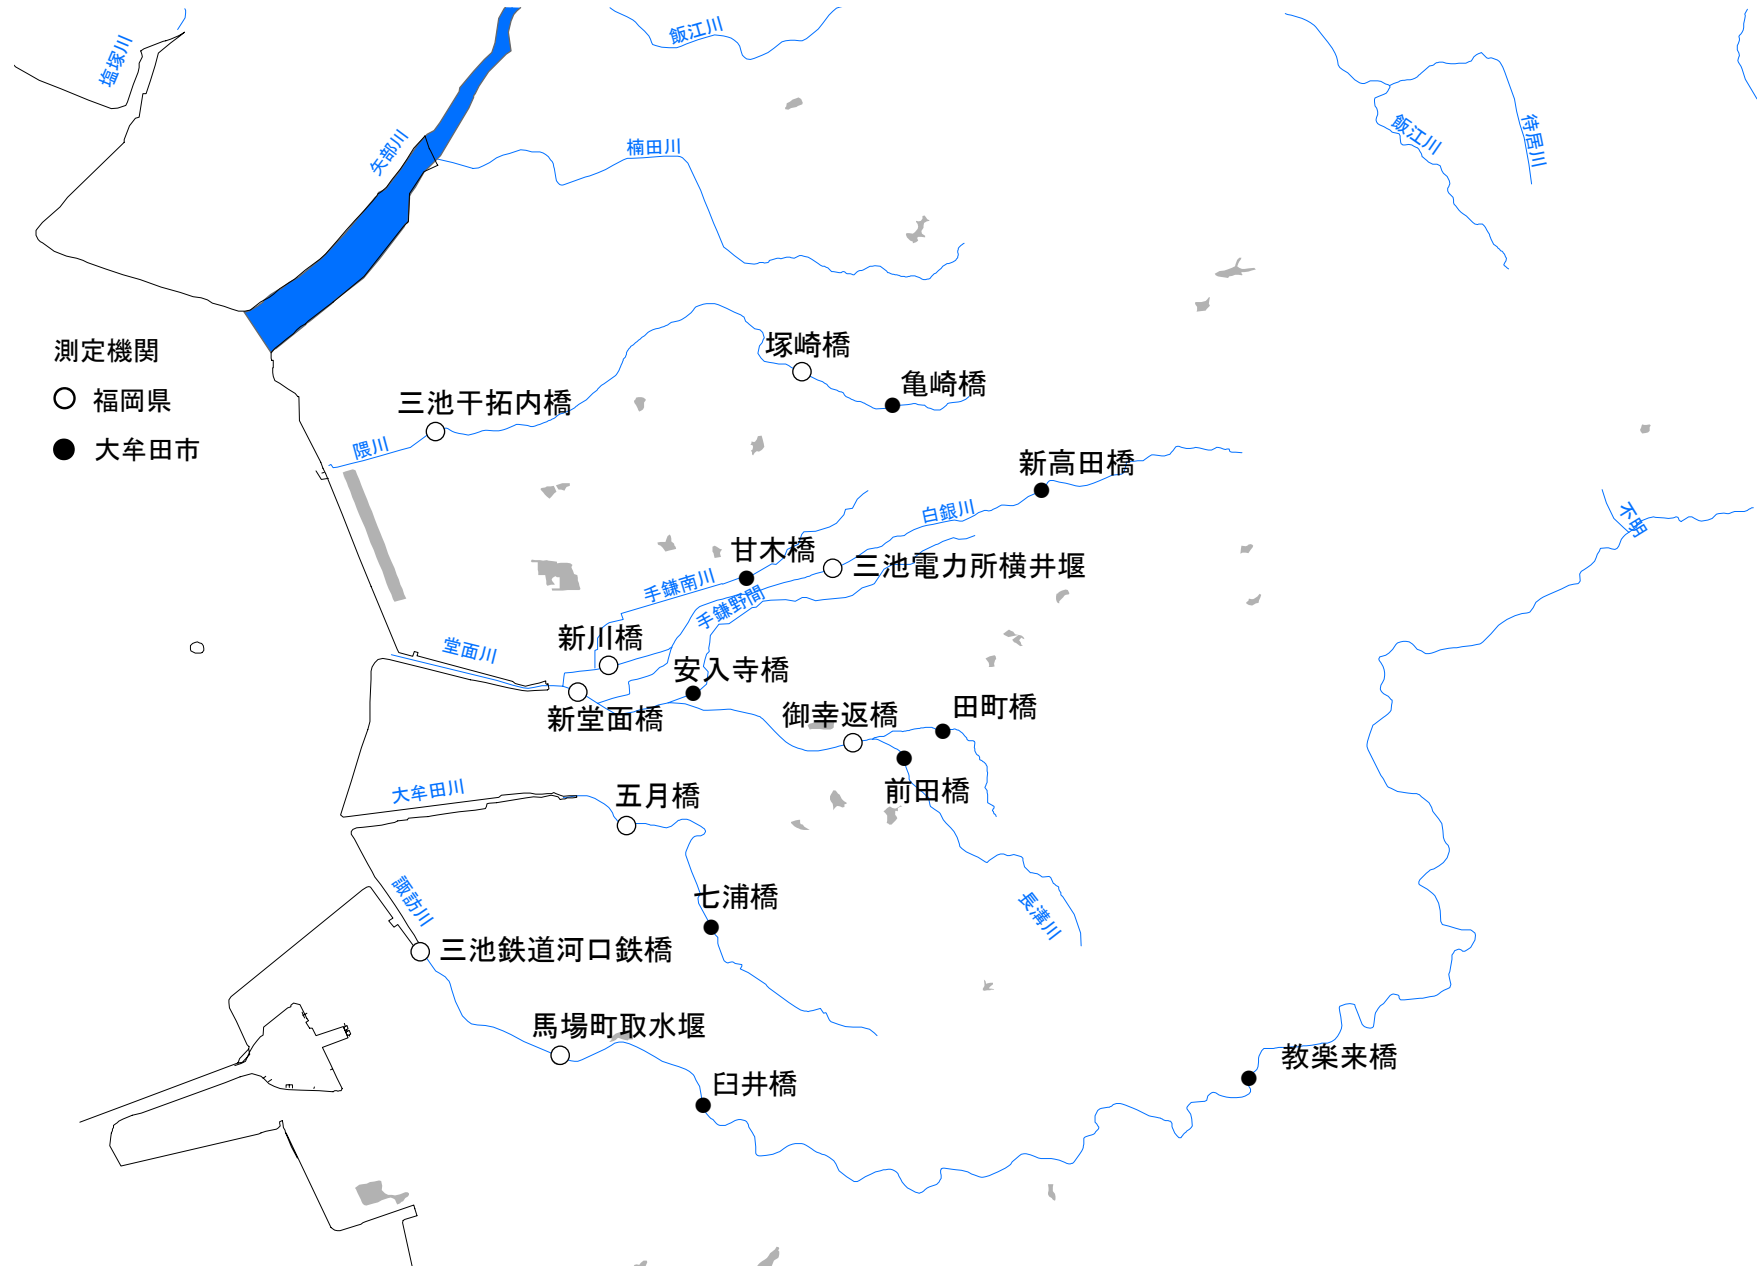 塩塚川
飯江川
矢部川
楠田川
飯江川
待居川
測定機関
福岡県
大牟田市
塚崎橋
亀崎橋
三池干拓内橋
隈川
新高田橋
白銀川
不明
甘木橋
三池電力所横井堰
手鎌南川
手鎌野間
新川橋
堂面川
安入寺橋
新堂面橋
御幸返橋
田町橋
前田橋
大牟田川
五月橋
諏訪川
七浦橋
長溝川
三池鉄道河口鉄橋
馬場町取水堰
臼井橋
教楽来橋